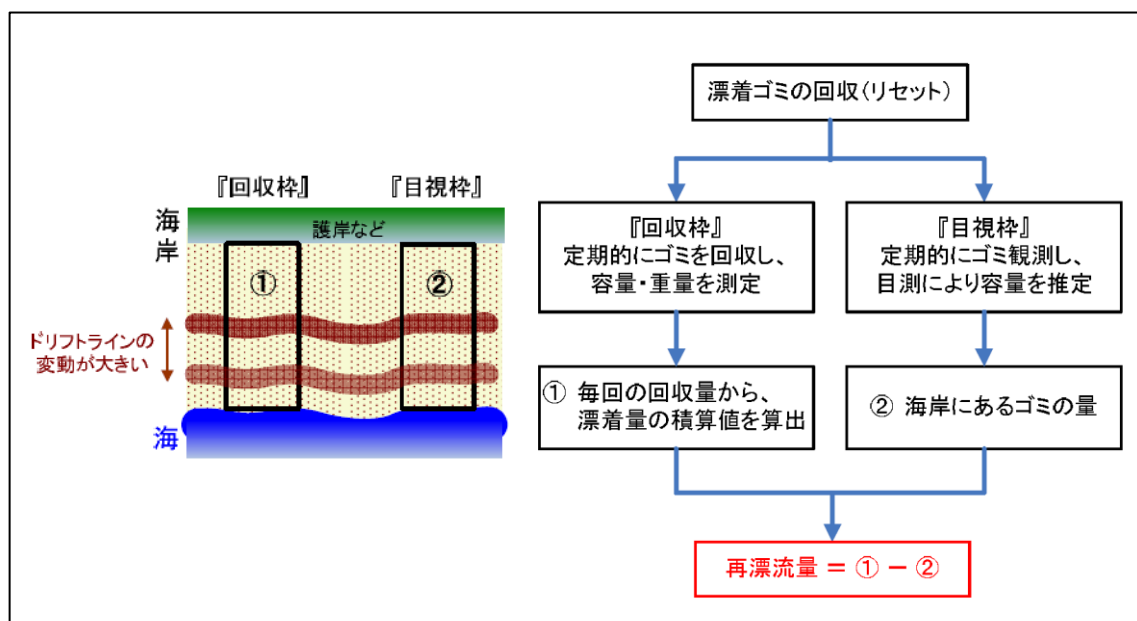 漂着ゴミの回収(リセット)
『回収枠』
『目視枠』
海岸
護岸など
①
②
ドリフトラインの
変動が大きい
海
『回収枠』
定期的にゴミを回収し、
容量・重量を測定
『目視枠』
定期的にゴミ観測し、
目測により容量を推定
① 毎回の回収量から、
漂着量の積算値を算出
② 海岸にあるゴミの量
再漂流量 = ① － ②